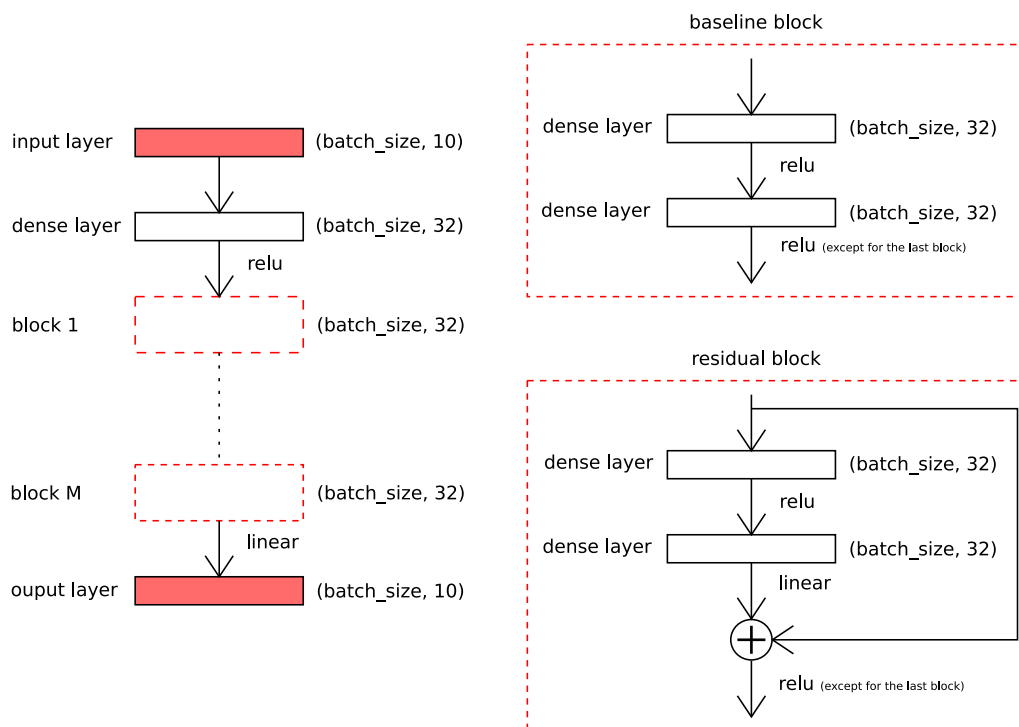 input layer
(batch_size, 10)
dense layer
(batch_size, 32)
relu
block 1
(batch_size, 32)
block M
(batch_size, 32)
linear
ouput layer
(batch_size, 10)
baseline block
dense layer
(batch_size, 32)
relu
dense layer
(batch_size, 32)
relu (except for the last block)
residual block
dense layer
(batch_size, 32)
relu
dense layer
(batch_size, 32)
linear
relu (except for the last block)